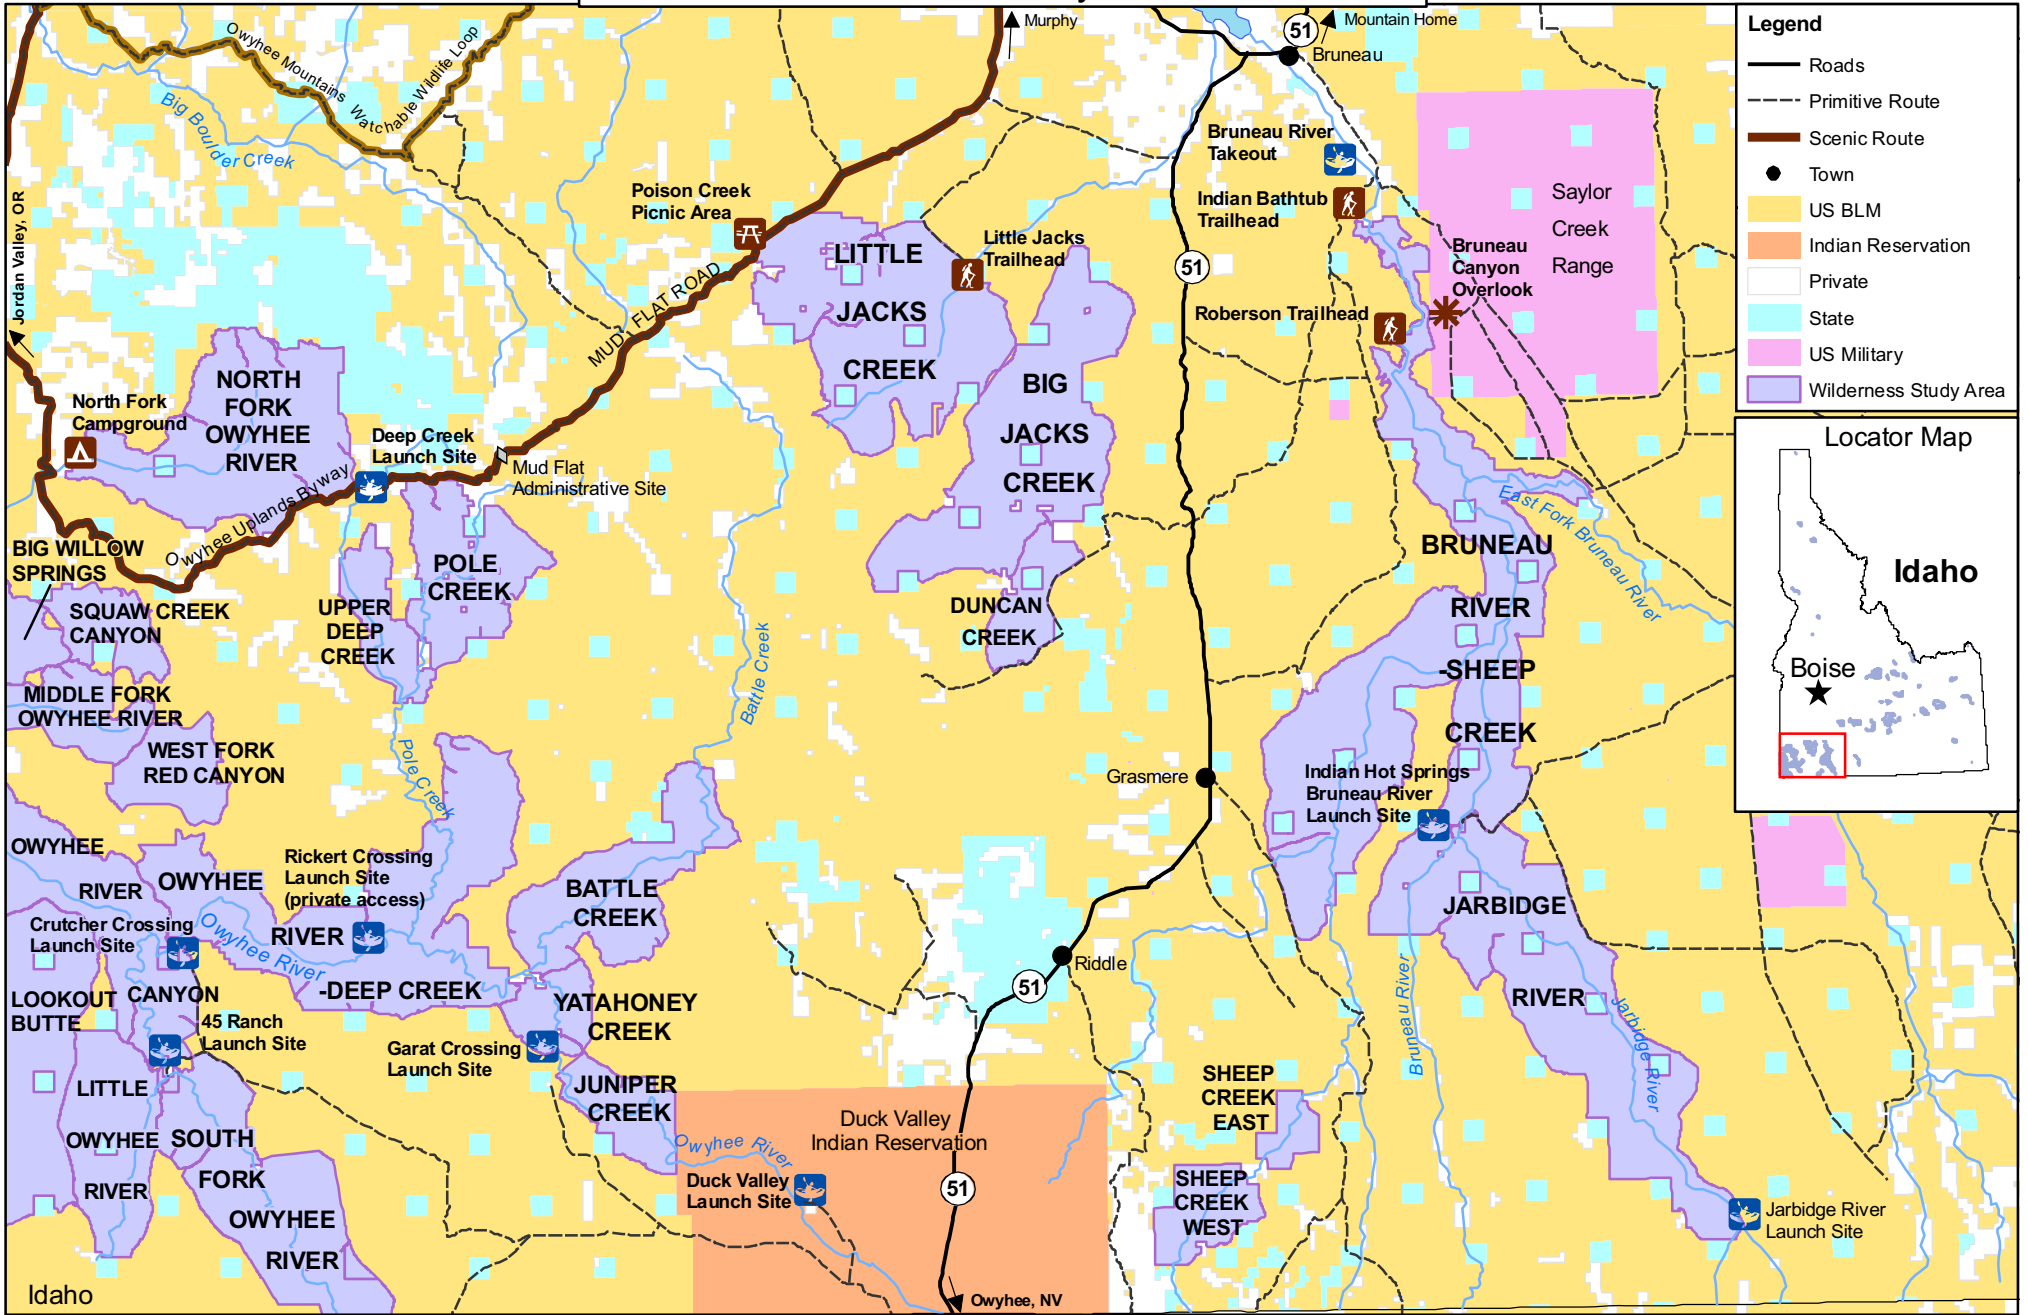 Murphy
51
Mountain Home
Bruneau
Owyhee Mountains Watchable Wildlife Loop
Big Boulder Creek
Jordan Valley, OR
Bruneau River
Takeout
Poison Creek
Picnic Area
Indian Bathtub
Trailhead
Saylor
Creek
Range
Little Jacks
Trailhead
LITTLE
JACKS
CREEK
51
Bruneau
Canyon
Overlook
MUD FLAT ROAD
Roberson Trailhead
NORTH
FORK
OWYHEE
RIVER
North Fork
Campground
BIG
JACKS
CREEK
Deep Creek
Launch Site
Mud Flat
Administrative Site
Owyhee Uplands Byway
East Fork Bruneau River
BIG WILLOW
SPRINGS
POLE
CREEK
SQUAW CREEK
CANYON
UPPER
DEEP
CREEK
DUNCAN
CREEK
BRUNEAU
RIVER
-SHEEP
CREEK
Battle Creek
MIDDLE FORK
OWYHEE RIVER
WEST FORK
RED CANYON
Pole Creek
Grasmere
Indian Hot Springs
Bruneau River
Launch Site
OWYHEE
RIVER
CANYON
OWYHEE
RIVER
-DEEP CREEK
Rickert Crossing
Launch Site
(private access)
BATTLE
CREEK
JARBIDGE
RIVER
Crutcher Crossing
Launch Site
Owyhee River
Riddle
51
LOOKOUT
BUTTE
45 Ranch
Launch Site
YATAHONEY
CREEK
Garat Crossing
Launch Site
Bruneau River
Jarbidge River
JUNIPER
CREEK
SHEEP
CREEK
EAST
LITTLE
OWYHEE
RIVER
SOUTH
FORK
OWYHEE
RIVER
Duck Valley
Indian Reservation
Owyhee River
Duck Valley
Launch Site
51
SHEEP
CREEK
WEST
Jarbidge River
Launch Site
Idaho
Owyhee, NV
Legend
Roads
Primitive Route
Scenic Route
Town
US BLM
Indian Reservation
Private
State
US Military
Wilderness Study Area
Locator Map
Idaho
Boise